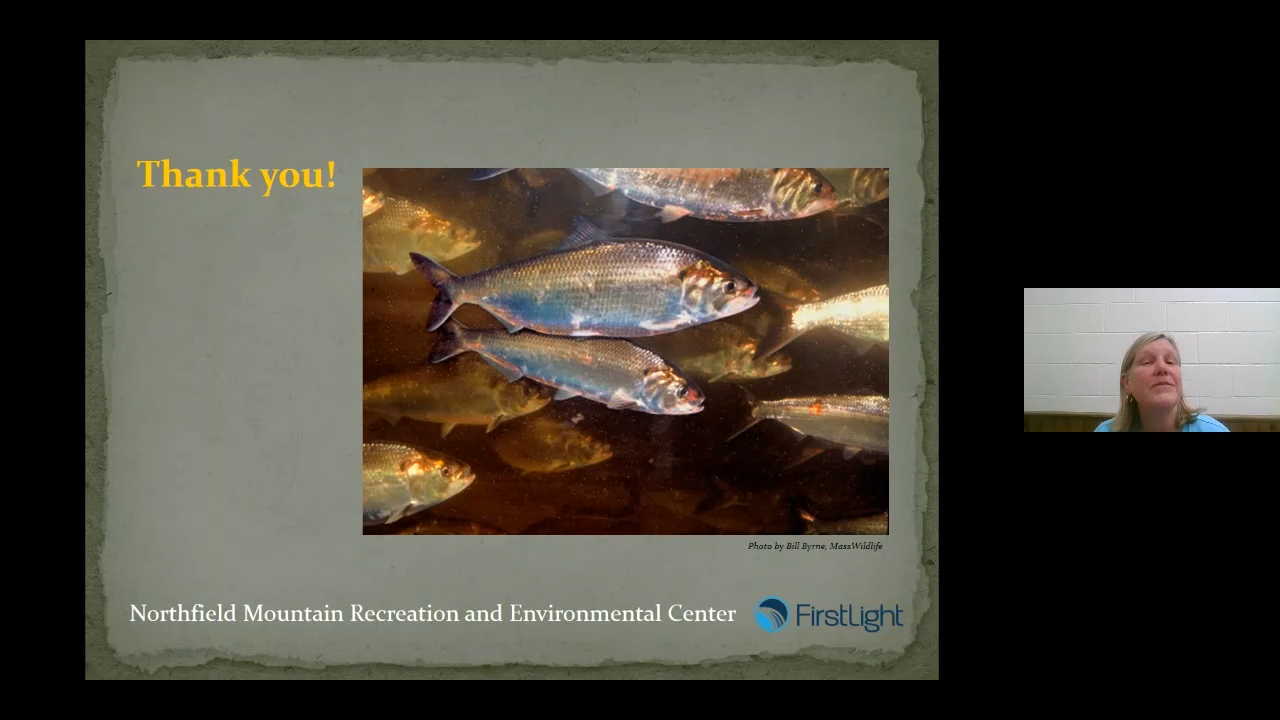 Thank you!
Photo by Bill Byrne, MassWildlife
Northfield Mountain Recreation and Environmental Center
FirstLight